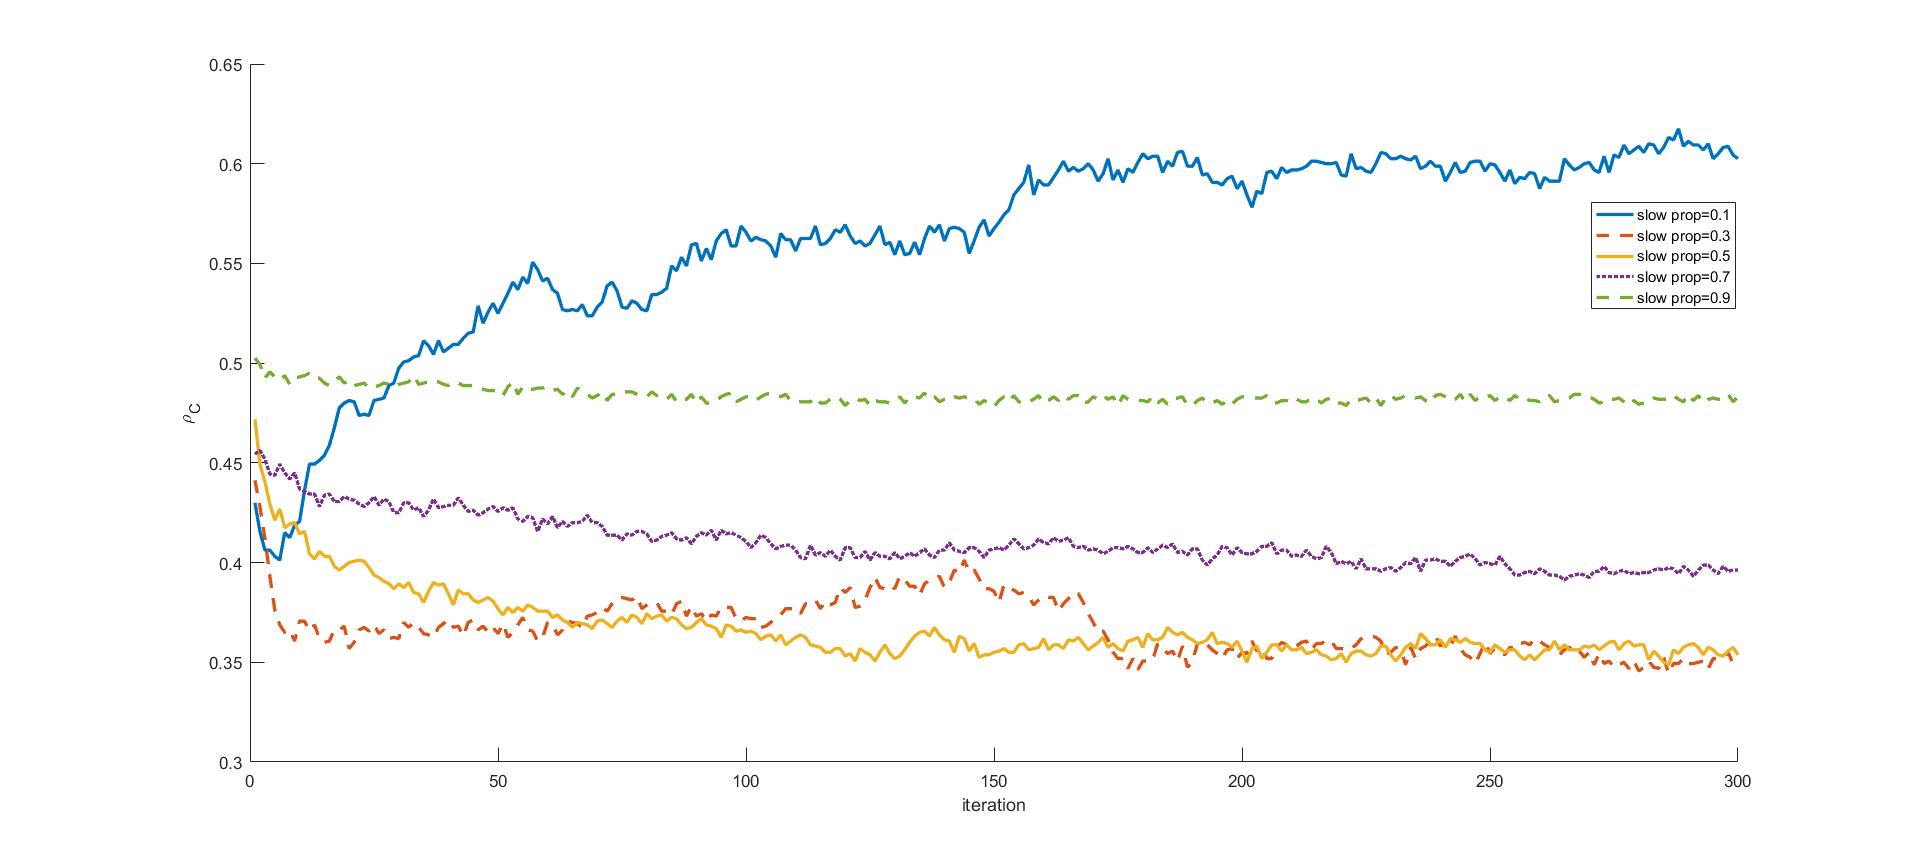 0.65
0.6
0.55
0.5
0.45
0.4
0.35
0.3
ρC
0 50 100 150 200 250 300
iteration
slow prop=0.1
slow prop=0.3
slow prop=0.5
slow prop=0.7
slow prop=0.9